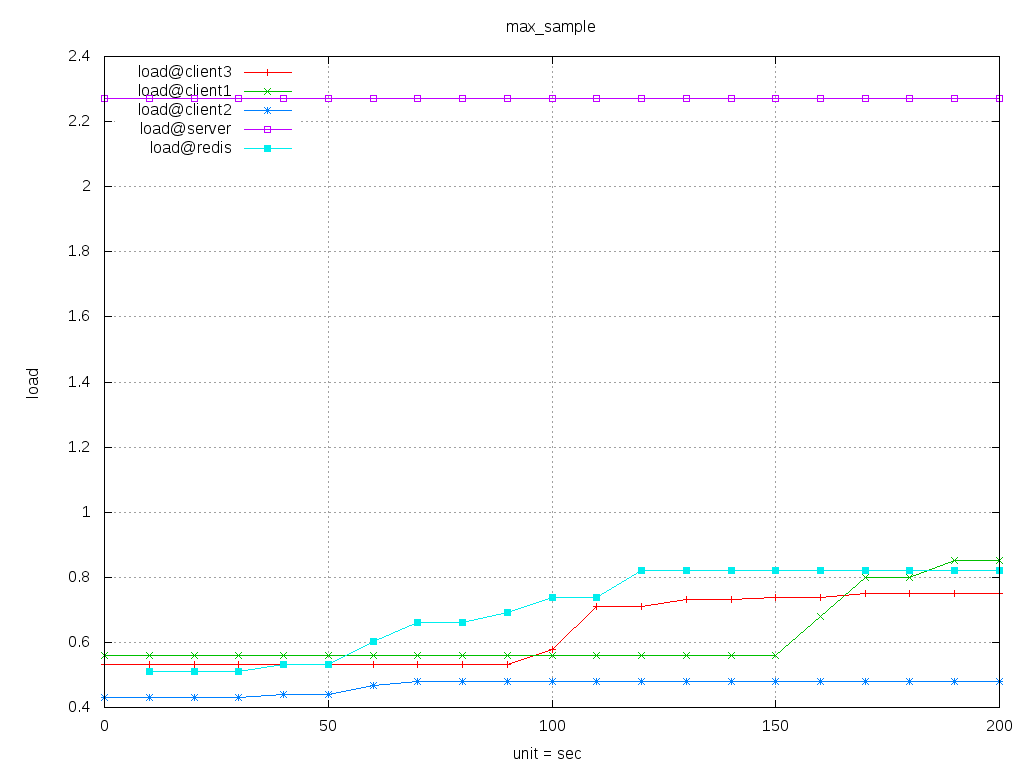 max_sample
2.4
2.2
2
1.8
1.6
1.4
1.2
1
0.8
0.6
0.4
load@client3
load@client1
load@client2
load@server
load@redis
load
0 50 100 150 200
unit = sec